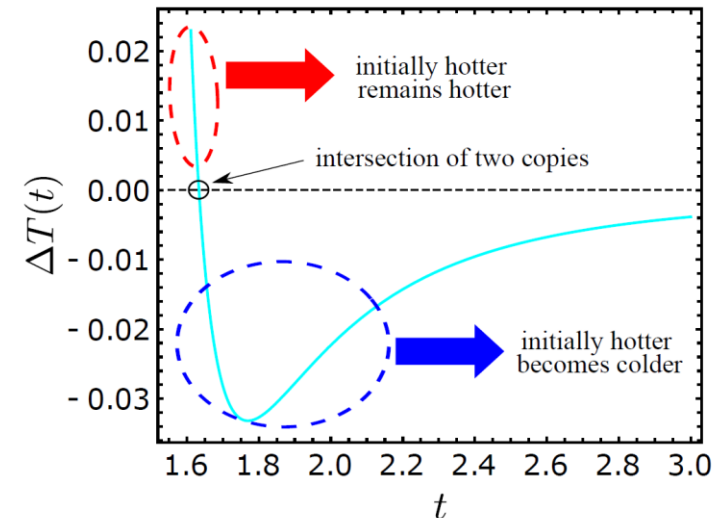 0.02
initially hotter
remains hotter
0.01
intersection of two copies
0.00
ΔT(t)
- 0.01
- 0.02
initially hotter
becomes colder
- 0.03
1.6 1.8 2.0 2.2 2.4 2.6 2.8 3.0
t